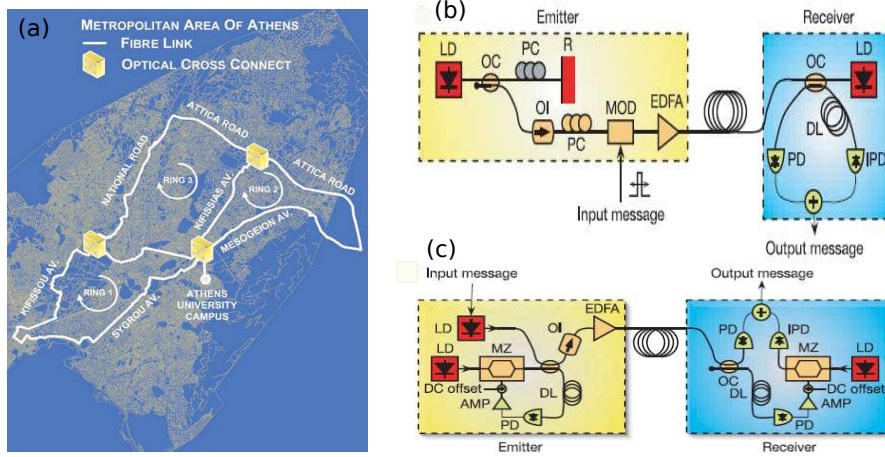 (a)
METROPOLITAN AREA OF ATHENS
FIBRE LINK
OPTICAL CROSS CONNECT
ATTICA ROAD
NATIONAL ROAD
RING 3
KIFISSIAS AV.
RING 2
ATTICA ROAD
MESOGEION AV.
KIFISSOU AV.
RING 1
SYGROU AV.
ATHENS
UNIVERSITY
CAMPUS
(b)
Emitter
LD
OC
PC
R
OI
PC
MOD
EDFA
Input message
Receiver
OC
LD
DL
PD
IPD
Output message
(c)
Input message
LD
LD
MZ
OI
EDFA
DC offset
AMP
DL
PD
Emitter
Output message
PD
IPD
MZ
LD
OC
DL
DC offset
AMP
PD
Receiver